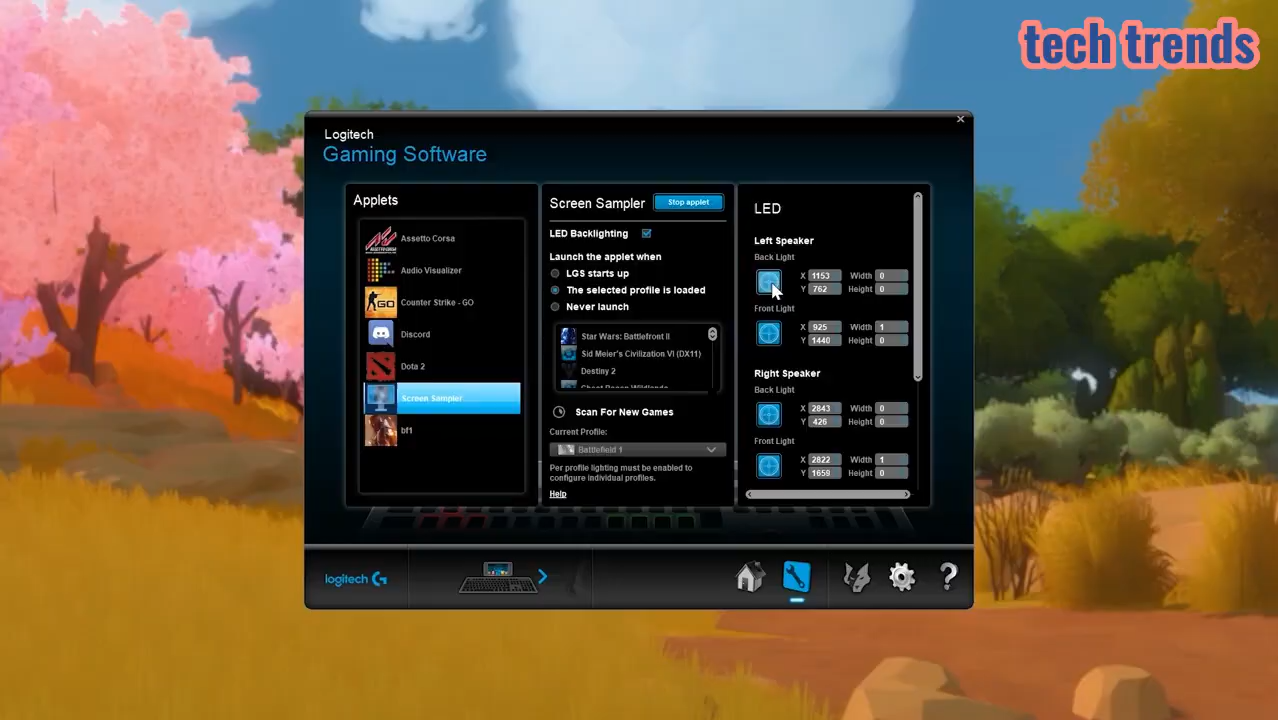 tech trends
Logitech
Gaming Software
Applets
Assetto Corsa
Audio Visualizer
Counter Strike - GO
Discord
Dota 2
Screen Sampler
bf1
Screen Sampler
Stop applet
LED Backlighting
Launch the applet when
LGS starts up
The selected profile is loaded
Never launch
Star Wars: Battlefront II
Sid Meier's Civilization VI (DX11)
Destiny 2
Scan For New Games
Current Profile:
Battlefield 1
Per profile lighting must be enabled to
configure individual profiles.
Help
LED
Left Speaker
Back Light
X 1153 Width 0
Y 762 Height 0
Front Light
X 925 Width 1
Y 1440 Height 0
Right Speaker
Back Light
X 2843 Width 0
Y 426 Height 0
Front Light
X 2822 Width 1
Y 1659 Height 0
logitech G
?